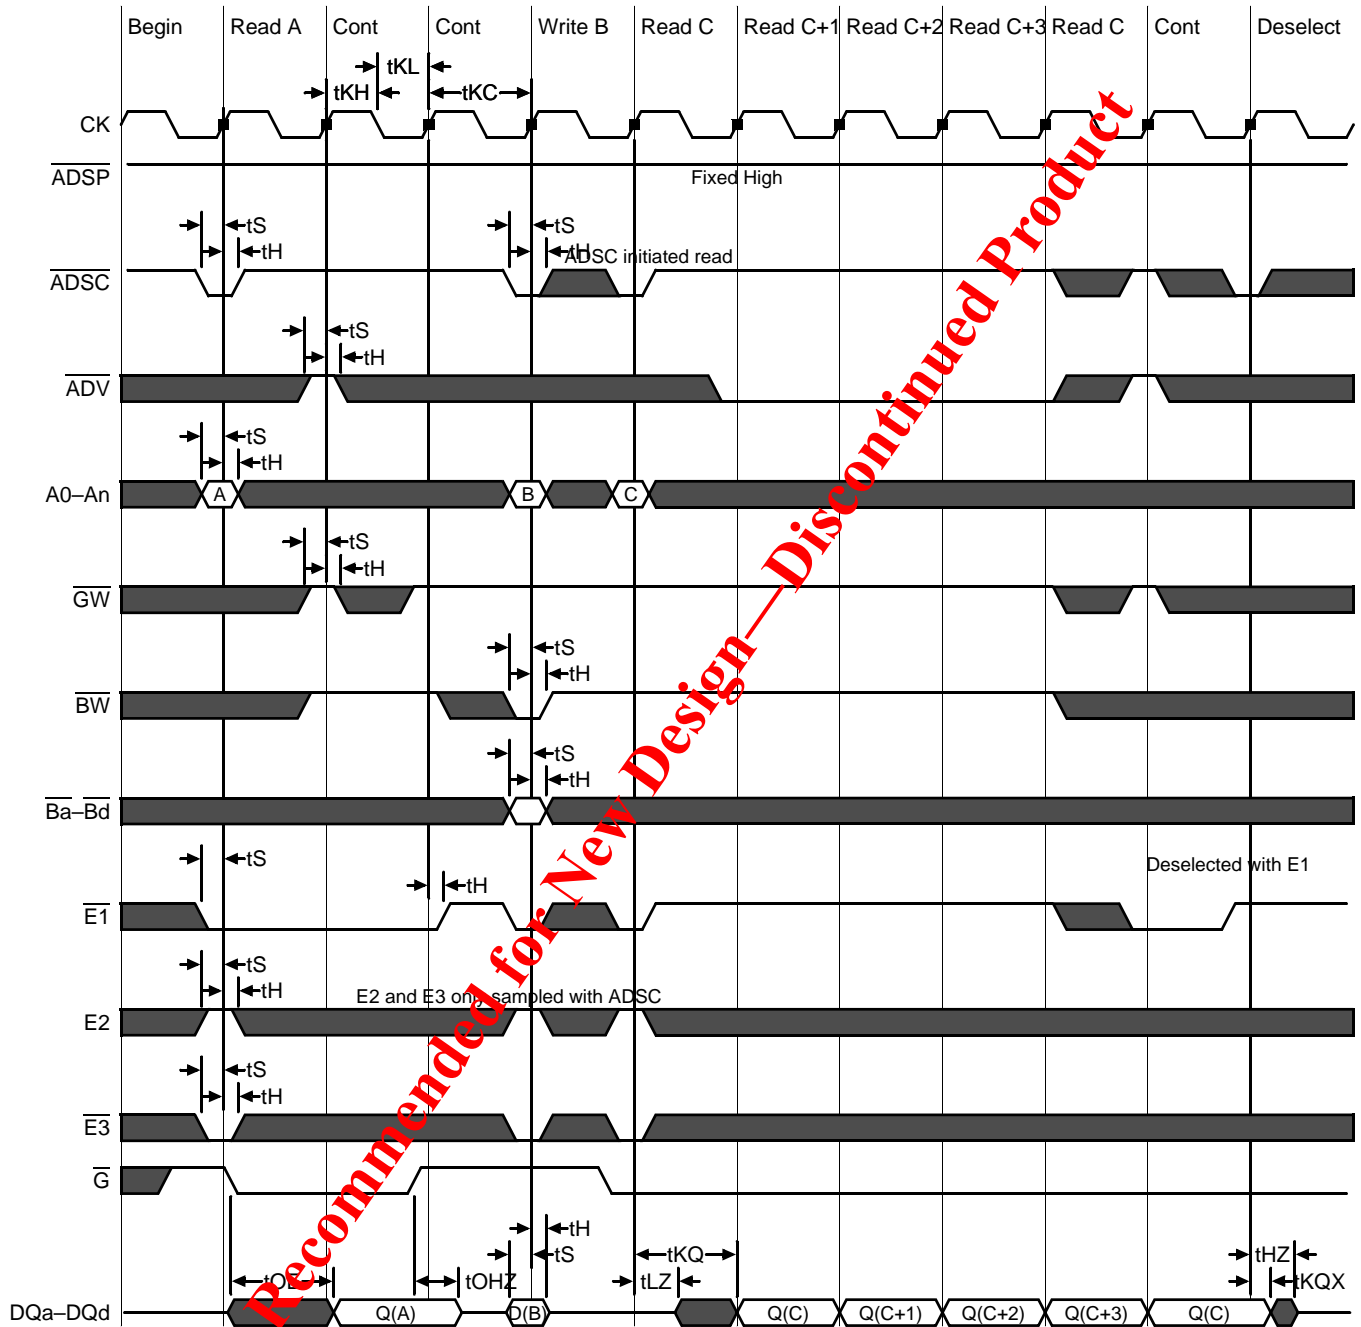 Begin Read A Cont Cont Write B Read C Read C+1 Read C+2 Read C+3 Read C Cont Deselect
tKL
tKH tKC
CK
ADSP
Fixed High
tS tS
tH tH
ADSC initiated read
ADSC
tS
tH
ADV
tS
tH
A0–An A B C
tS
tH
GW
tS
tH
BW
tS
tH
Ba–Bd
tS
Deselected with E1
tH
E1
tS
tH
E2 and E3 only sampled with ADSC
E2
tS
tH
E3
G
tH
tS tKQ tHZ
tOHZ tLZ tKQX
DQa–DQd Q(A) D(B) Q(C) Q(C+1) Q(C+2) Q(C+3) Q(C)
Recommended for New Design—Discontinued Product